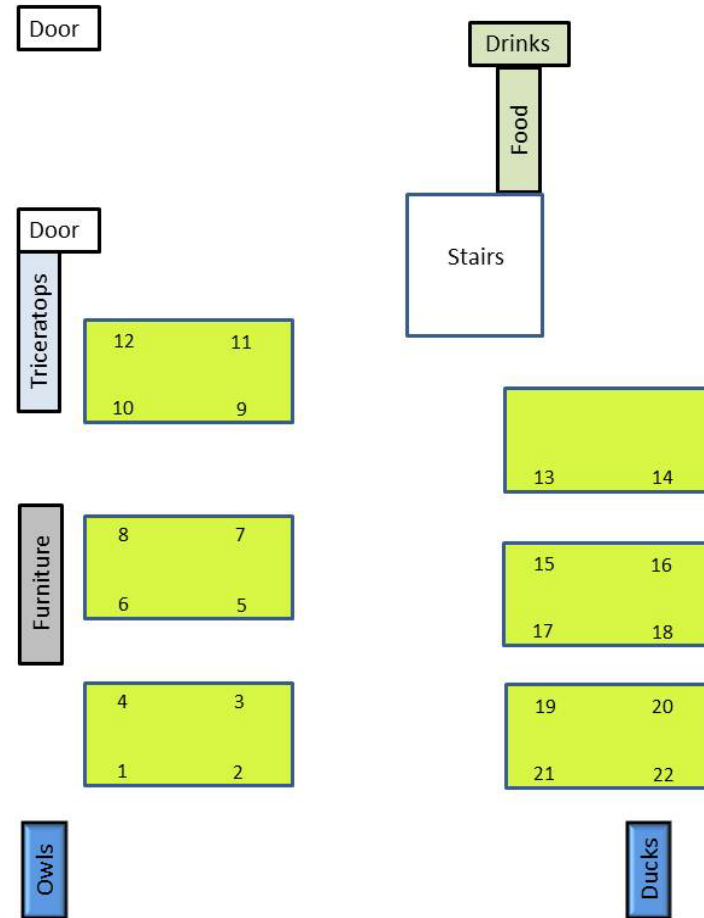 Door
Drinks
Food
Door
Stairs
Triceratops
12 11
10 9
13 14
Furniture
8 7
6 5
15 16
17 18
4 3
1 2
19 20
21 22
Owls
Ducks